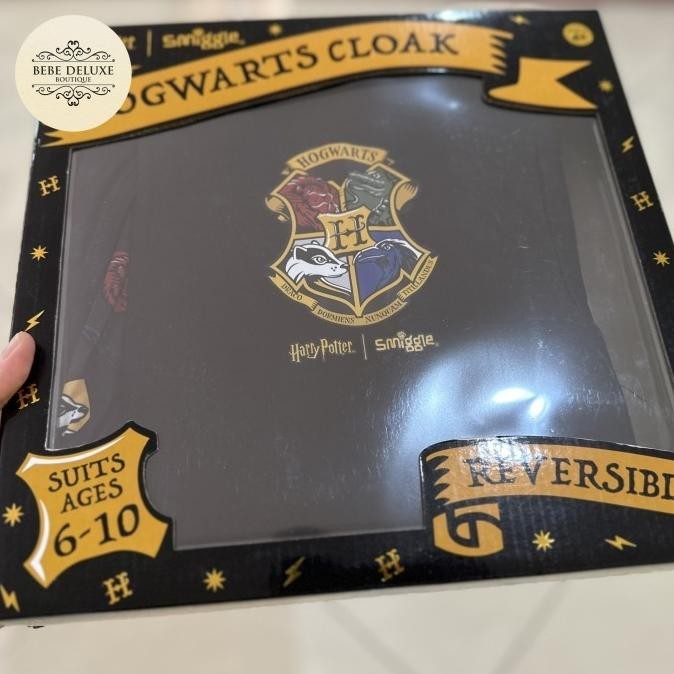 BEBE DELUXE
BOUTIQUE
Smiggle
OGWARTS CLOAK
HOGWARTS
H
DRACO DORMIENS NUNQUAM TITILLANDUS
Harry Potter | Smiggle
SUITS
AGES
6-10
REVERSIBL